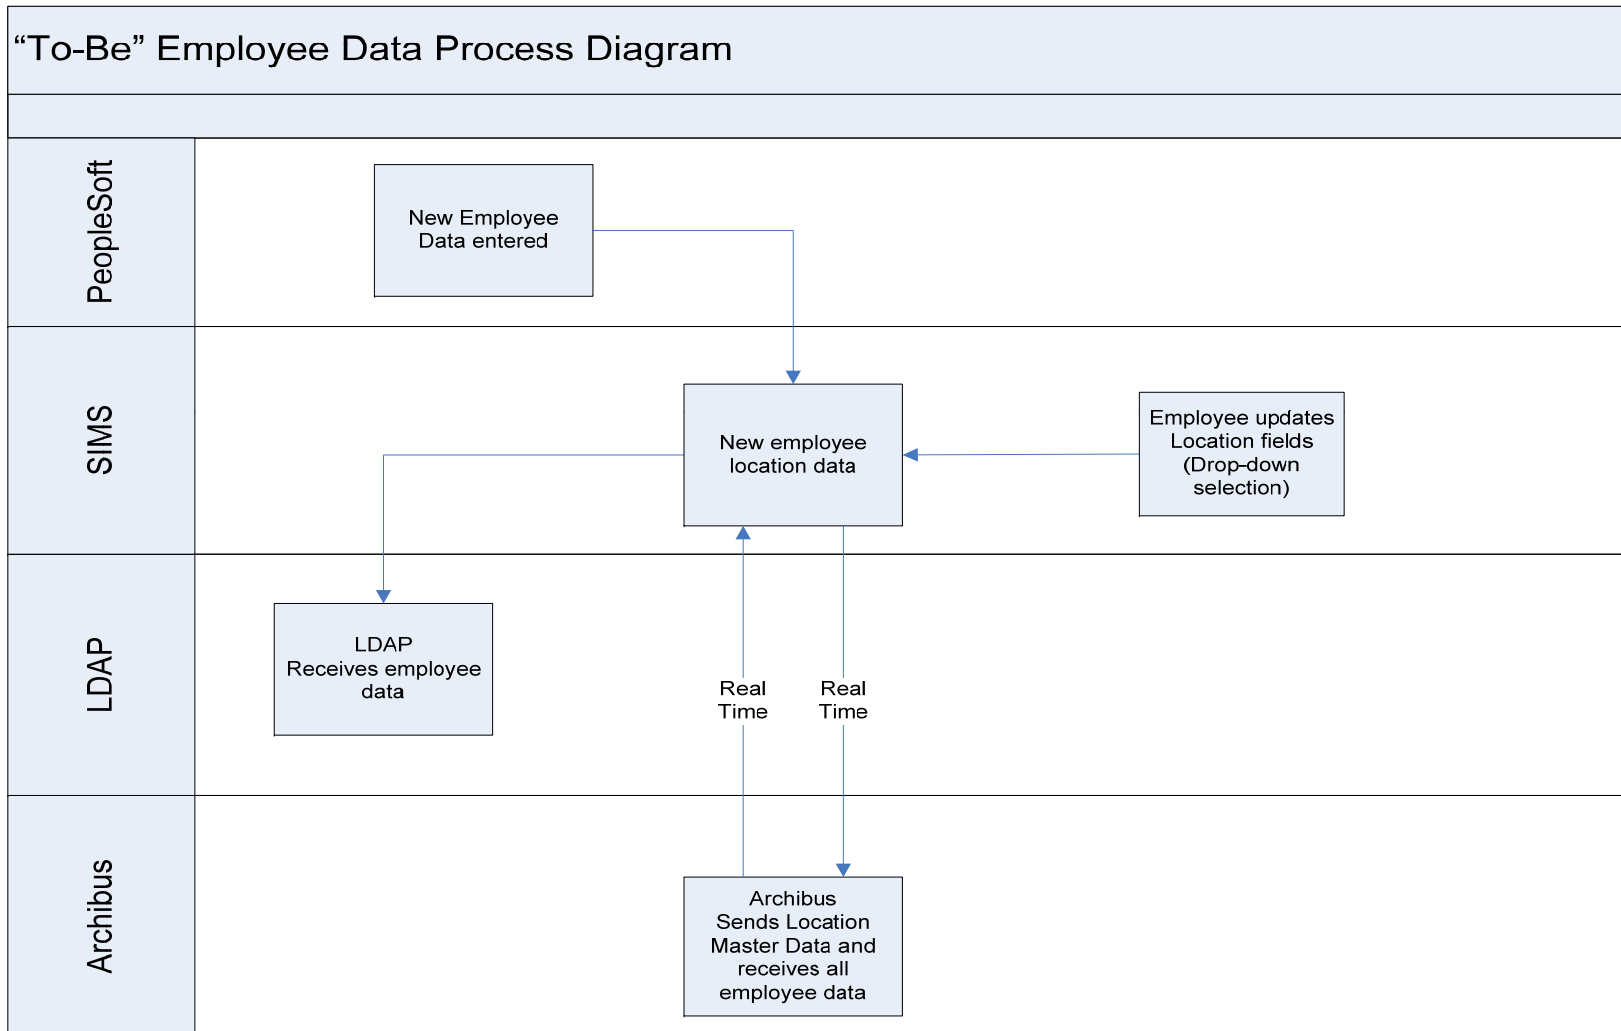 “To-Be” Employee Data Process Diagram
PeopleSoft
New Employee
Data entered
SIMS
New employee
location data
Employee updates
Location fields
(Drop-down
selection)
LDAP
LDAP
Receives employee
data
Real
Time
Real
Time
Archibus
Archibus
Sends Location
Master Data and
receives all
employee data